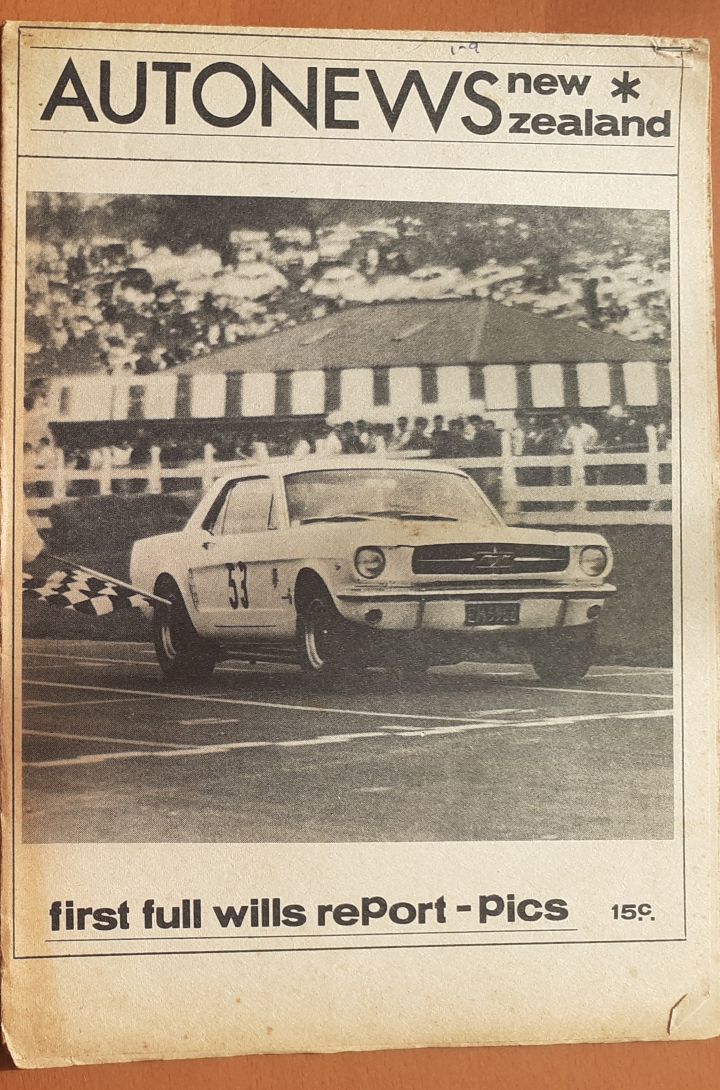 AUTONEWS new *
zealand
53
first full wills rePort - Pics 15c.